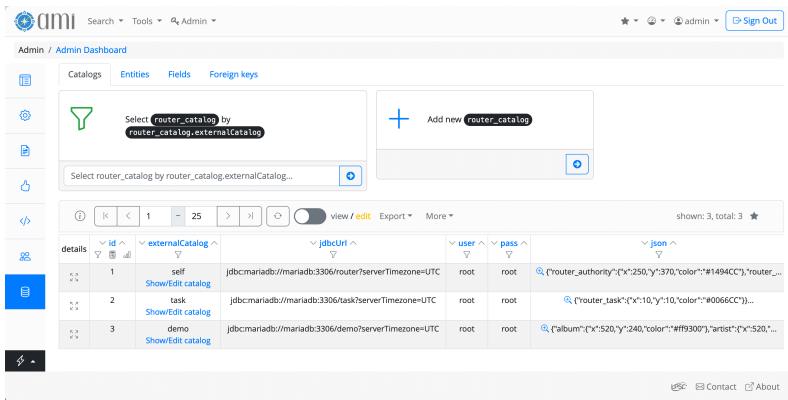 ami Search Tools Admin admin Sign Out
Admin / Admin Dashboard
Catalogs Entities Fields Foreign keys
Select router_catalog by
router_catalog.externalCatalog
Add new router_catalog
Select router_catalog by router_catalog.externalCatalog...
1 – 25 view / edit Export More shown: 3, total: 3
details id externalCatalog jdbcUrl user pass json
1 self jdbc:mariadb://mariadb:3306/router?serverTimezone=UTC root root {"router_authority":{"x":250,"y":370,"color":"#1494CC"},"router_...
Show/Edit catalog
2 task jdbc:mariadb://mariadb:3306/task?serverTimezone=UTC root root {"router_task":{"x":10,"y":10,"color":"#0066CC"}}...
Show/Edit catalog
3 demo jdbc:mariadb://mariadb:3306/demo?serverTimezone=UTC root root {"album":{"x":520,"y":240,"color":"#ff9300"},"artist":{"x":520,"...
Show/Edit catalog
Contact About